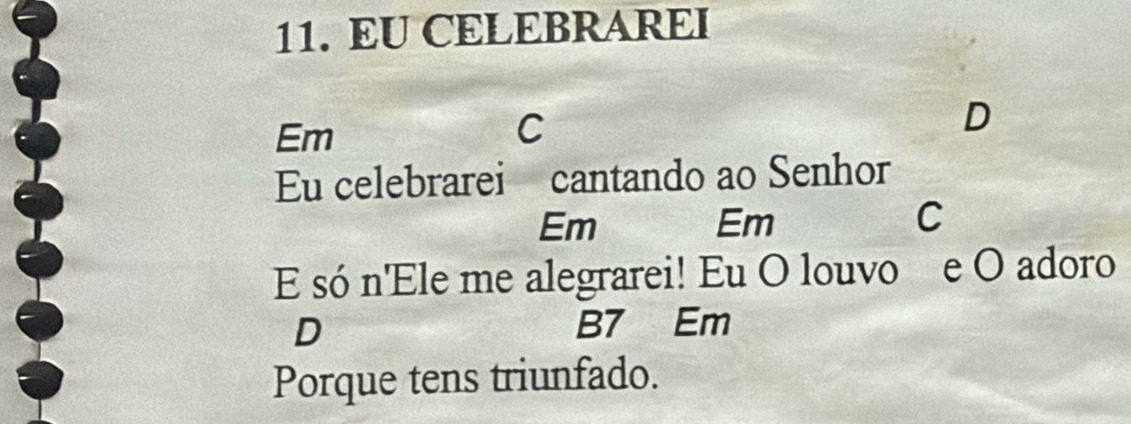 11. EU CELEBRAREI
Em C D
Eu celebrarei cantando ao Senhor
Em Em C
E só n'Ele me alegrarei! Eu O louvo e O adoro
D B7 Em
Porque tens triunfado.